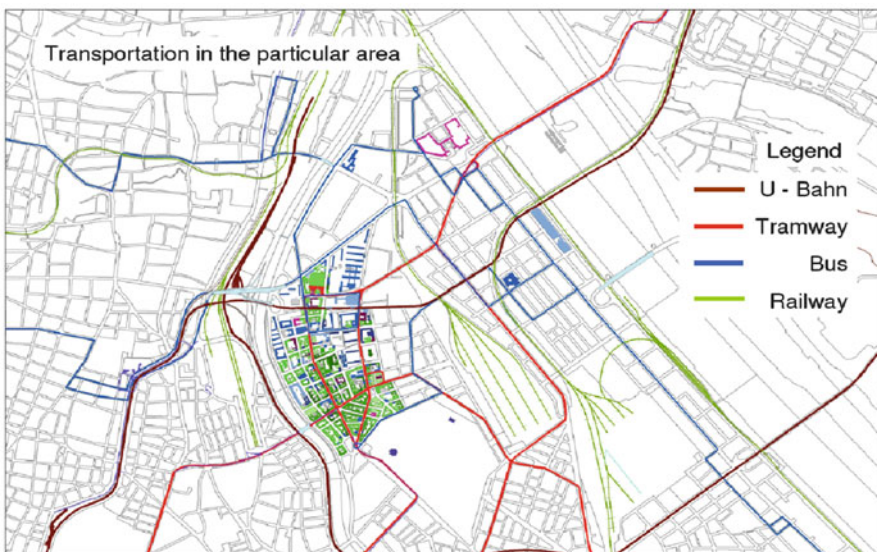 Transportation in the particular area
Legend
U - Bahn
Tramway
Bus
Railway